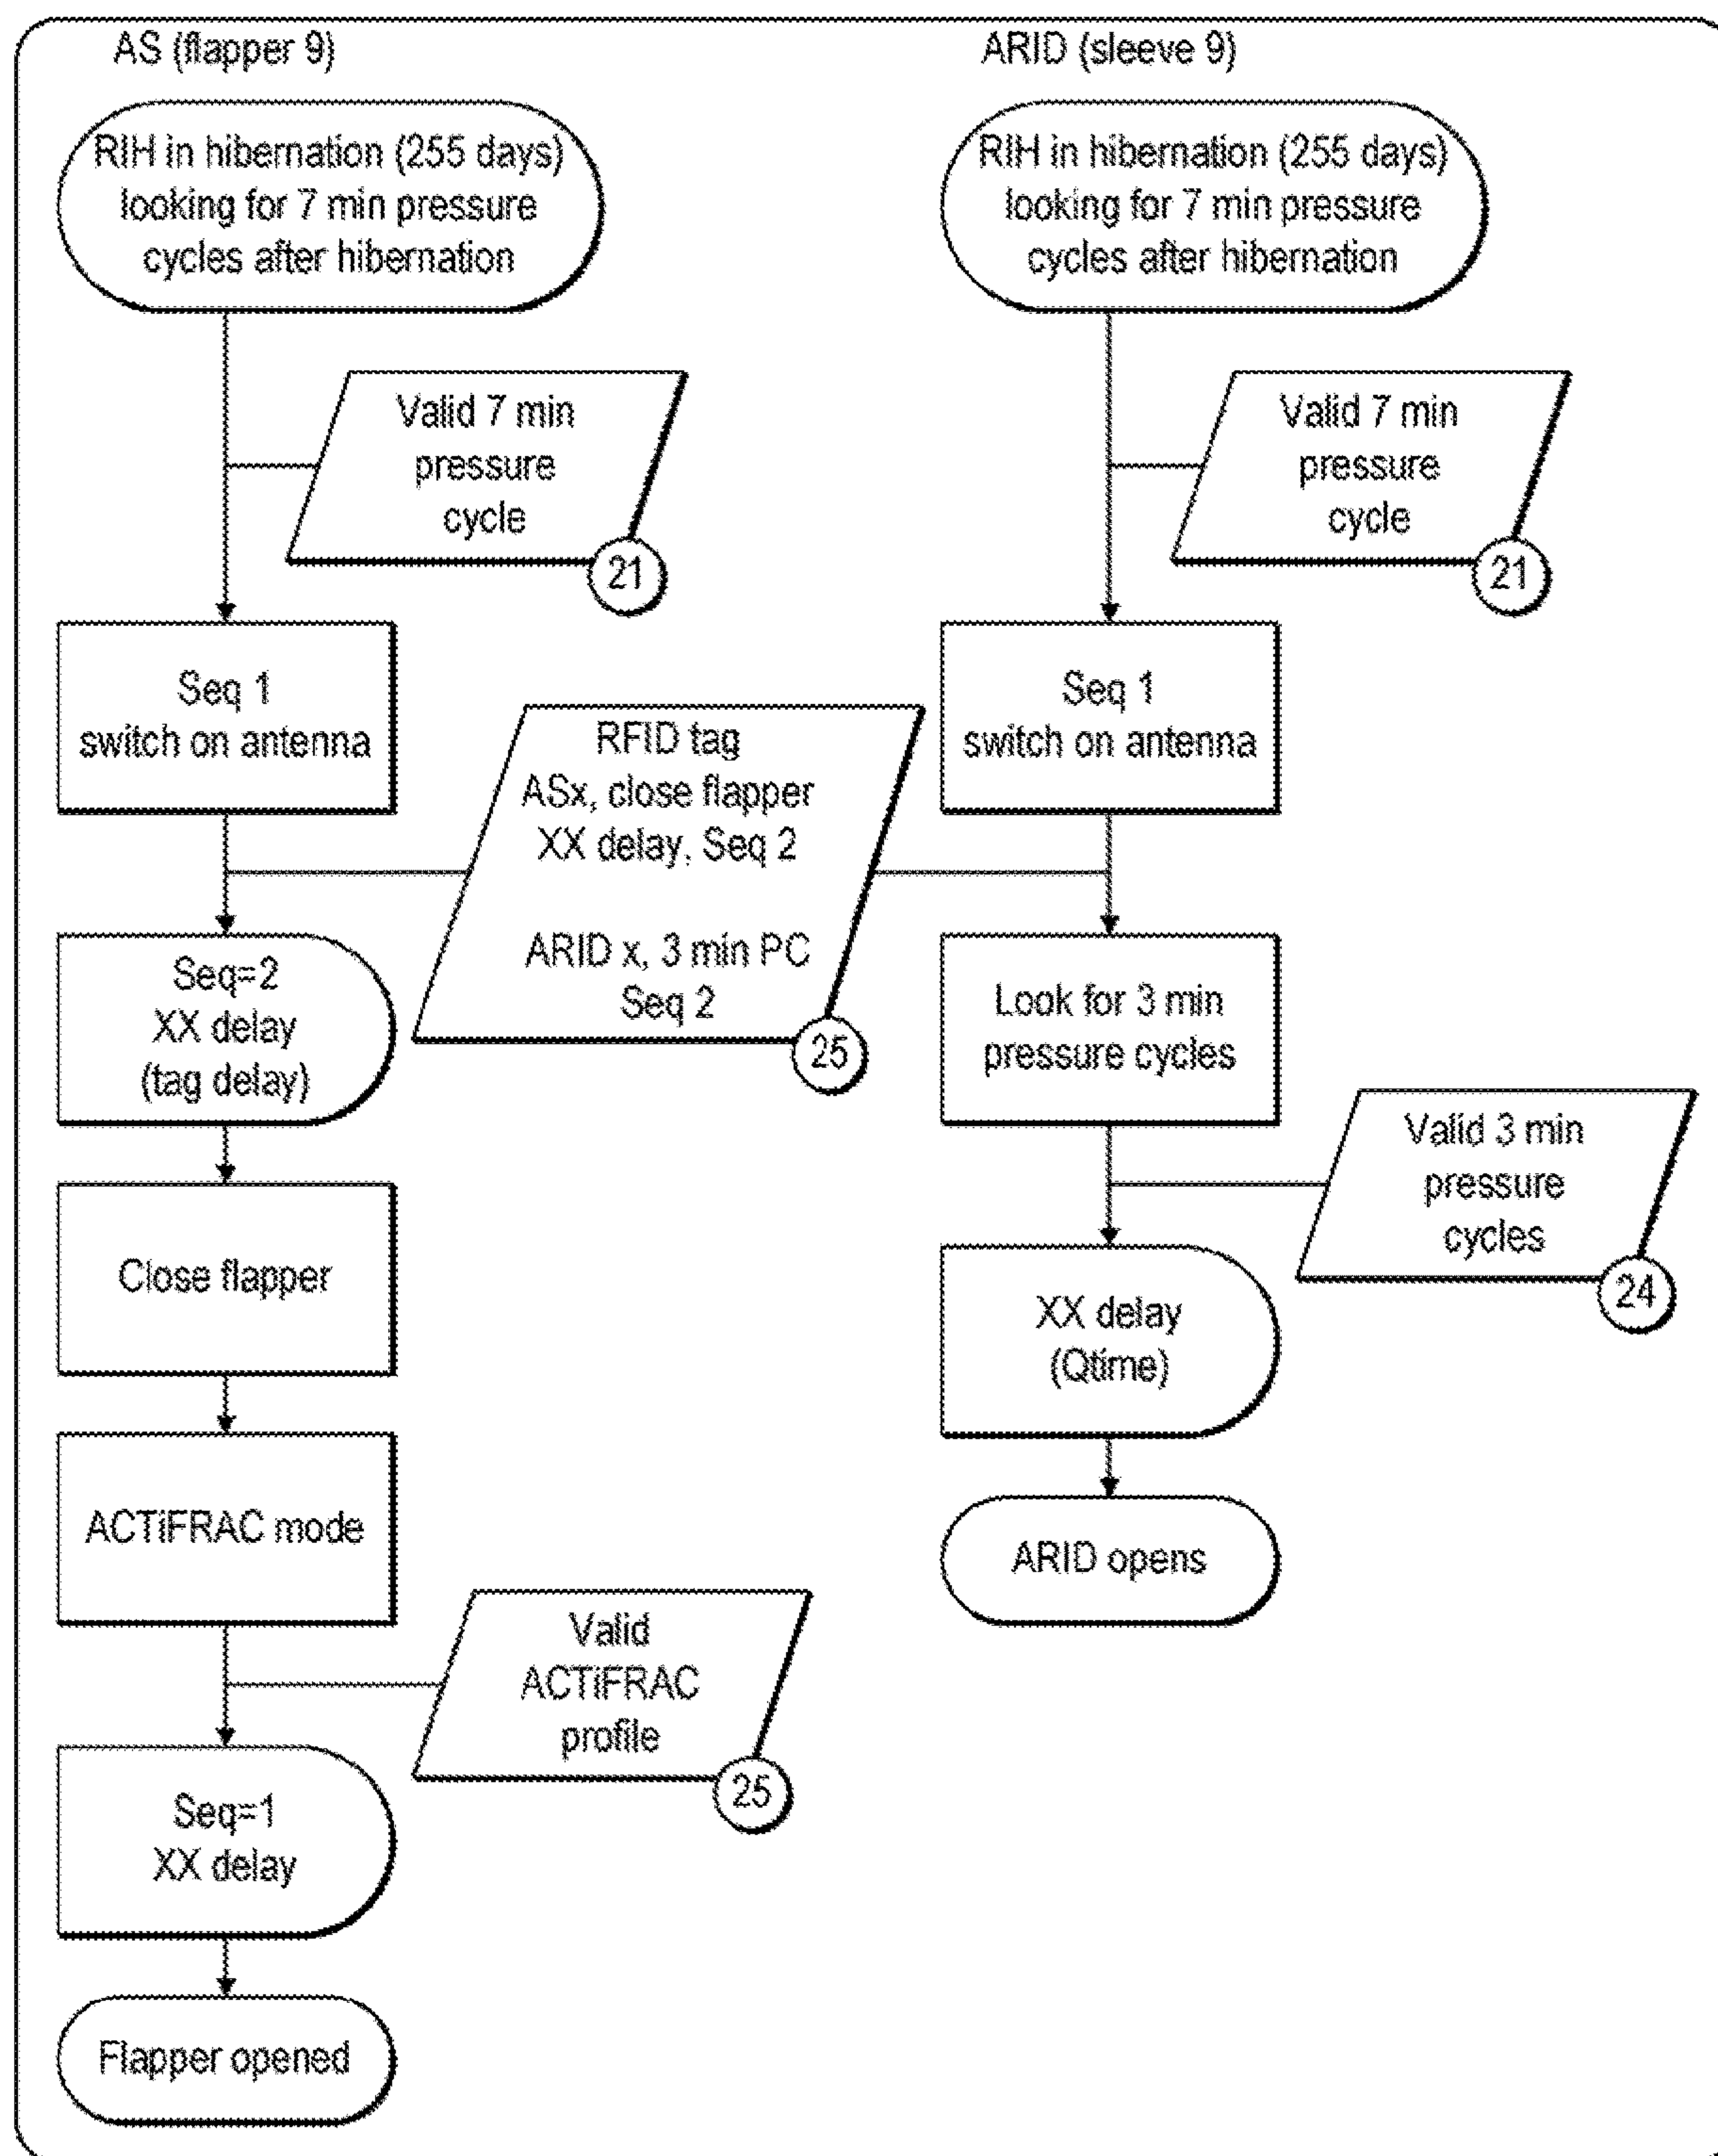 AS (flapper 9)
RIH in hibernation (255 days)
looking for 7 min pressure
cycles after hibernation
Valid 7 min
pressure
cycle
21
Seq 1
switch on antenna
RFID tag
ASx, close flapper
XX delay, Seq 2
ARID x, 3 min PC
Seq 2
25
Seq=2
XX delay
(tag delay)
Close flapper
ACTiFRAC mode
Valid
ACTiFRAC
profile
25
Seq=1
XX delay
Flapper opened
ARID (sleeve 9)
RIH in hibernation (255 days)
looking for 7 min pressure
cycles after hibernation
Valid 7 min
pressure
cycle
21
Seq 1
switch on antenna
Look for 3 min
pressure cycles
Valid 3 min
pressure
cycles
24
XX delay
(Qtime)
ARID opens